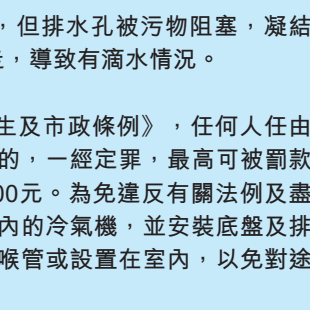 ，但排水孔被污物阻塞，凝結
，導致有滴水情況。
生及市政條例》，任何人任由
的，一經定罪，最高可被罰款
00元。為免違反有關法例及盡
內的冷氣機，並安裝底盤及排
喉管或設置在室內，以免對途